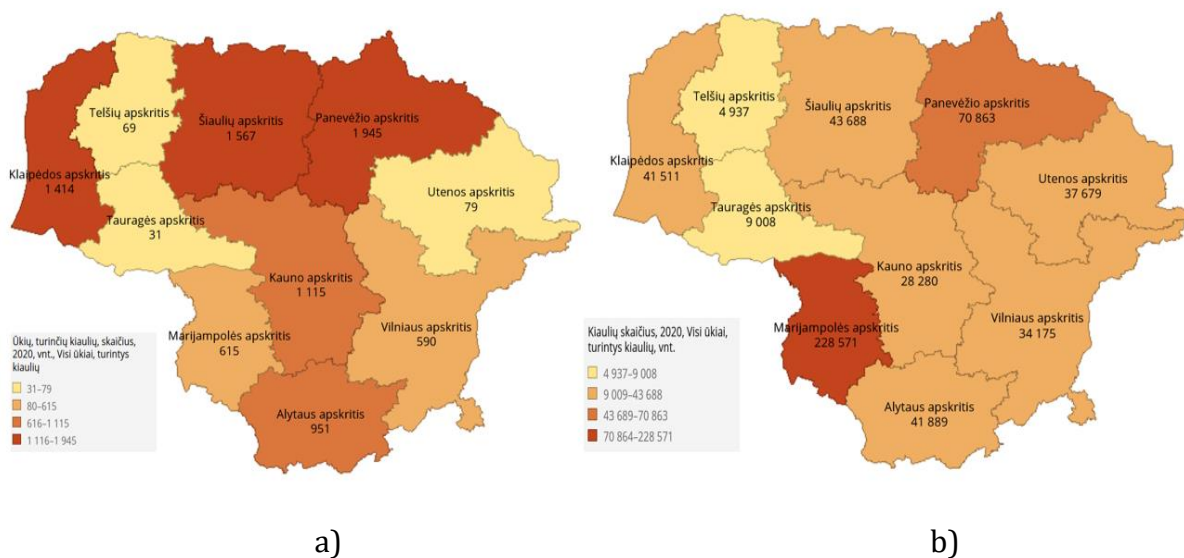 Telšių apskritis
69
Šiaulių apskritis
1 567
Panevėžio apskritis
1 945
Klaipėdos apskritis
1 414
Utenos apskritis
79
Tauragės apskritis
31
Kauno apskritis
1 115
Vilniaus apskritis
590
Marijampolės apskritis
615
Alytaus apskritis
951
Ūkių, turinčių kiaulių, skaičius,
2020, vnt., Visi ūkiai, turintys
kiaulių
31–79
80–615
616–1 115
1 116–1 945
a)
Telšių apskritis
4 937
Šiaulių apskritis
43 688
Panevėžio apskritis
70 863
Klaipėdos apskritis
41 511
Utenos apskritis
37 679
Tauragės apskritis
9 008
Kauno apskritis
28 280
Vilniaus apskritis
34 175
Marijampolės apskritis
228 571
Alytaus apskritis
41 889
Kiaulių skaičius, 2020, Visi ūkiai,
turintys kiaulių, vnt.
4 937–9 008
9 009–43 688
43 689–70 863
70 864–228 571
b)